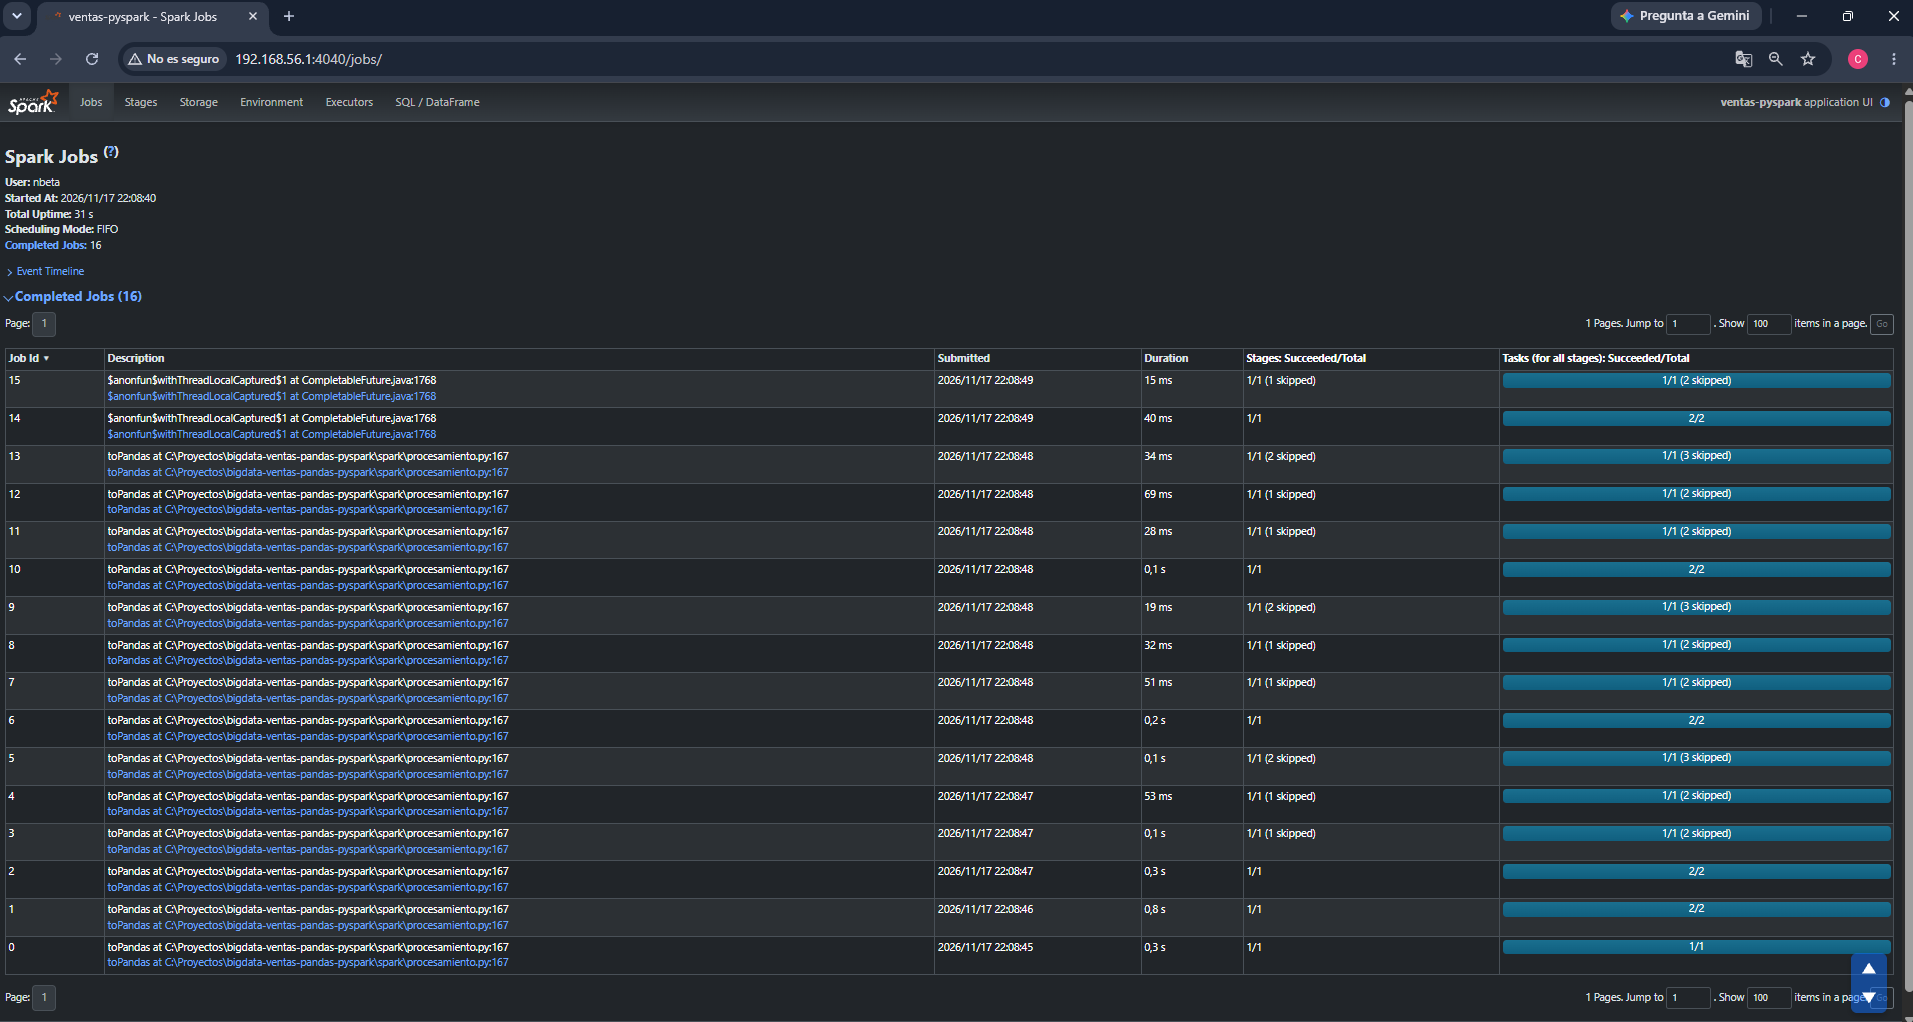 ventas-pyspark - Spark Jobs
Pregunta a Gemini
No es seguro 192.168.56.1:4040/jobs/
C
APACHE Spark Jobs Stages Storage Environment Executors SQL / DataFrame ventas-pyspark application UI
Spark Jobs (?)
User: nbeta
Started At: 2026/11/17 22:08:40
Total Uptime: 31 s
Scheduling Mode: FIFO
Completed Jobs: 16
Event Timeline
Completed Jobs (16)
Page: 1 1 Pages. Jump to 1 . Show 100 items in a page. Go
Job Id ▾ Description Submitted Duration Stages: Succeeded/Total Tasks (for all stages): Succeeded/Total
15 $anonfun$withThreadLocalCaptured$1 at CompletableFuture.java:1768 2026/11/17 22:08:49 15 ms 1/1 (1 skipped) 1/1 (2 skipped)
$anonfun$withThreadLocalCaptured$1 at CompletableFuture.java:1768
14 $anonfun$withThreadLocalCaptured$1 at CompletableFuture.java:1768 2026/11/17 22:08:49 40 ms 1/1 2/2
$anonfun$withThreadLocalCaptured$1 at CompletableFuture.java:1768
13 toPandas at C:\Proyectos\bigdata-ventas-pandas-pyspark\spark\procesamiento.py:167 2026/11/17 22:08:48 34 ms 1/1 (2 skipped) 1/1 (3 skipped)
toPandas at C:\Proyectos\bigdata-ventas-pandas-pyspark\spark\procesamiento.py:167
12 toPandas at C:\Proyectos\bigdata-ventas-pandas-pyspark\spark\procesamiento.py:167 2026/11/17 22:08:48 69 ms 1/1 (1 skipped) 1/1 (2 skipped)
toPandas at C:\Proyectos\bigdata-ventas-pandas-pyspark\spark\procesamiento.py:167
11 toPandas at C:\Proyectos\bigdata-ventas-pandas-pyspark\spark\procesamiento.py:167 2026/11/17 22:08:48 28 ms 1/1 (1 skipped) 1/1 (2 skipped)
toPandas at C:\Proyectos\bigdata-ventas-pandas-pyspark\spark\procesamiento.py:167
10 toPandas at C:\Proyectos\bigdata-ventas-pandas-pyspark\spark\procesamiento.py:167 2026/11/17 22:08:48 0,1 s 1/1 2/2
toPandas at C:\Proyectos\bigdata-ventas-pandas-pyspark\spark\procesamiento.py:167
9 toPandas at C:\Proyectos\bigdata-ventas-pandas-pyspark\spark\procesamiento.py:167 2026/11/17 22:08:48 19 ms 1/1 (2 skipped) 1/1 (3 skipped)
toPandas at C:\Proyectos\bigdata-ventas-pandas-pyspark\spark\procesamiento.py:167
8 toPandas at C:\Proyectos\bigdata-ventas-pandas-pyspark\spark\procesamiento.py:167 2026/11/17 22:08:48 32 ms 1/1 (1 skipped) 1/1 (2 skipped)
toPandas at C:\Proyectos\bigdata-ventas-pandas-pyspark\spark\procesamiento.py:167
7 toPandas at C:\Proyectos\bigdata-ventas-pandas-pyspark\spark\procesamiento.py:167 2026/11/17 22:08:48 51 ms 1/1 (1 skipped) 1/1 (2 skipped)
toPandas at C:\Proyectos\bigdata-ventas-pandas-pyspark\spark\procesamiento.py:167
6 toPandas at C:\Proyectos\bigdata-ventas-pandas-pyspark\spark\procesamiento.py:167 2026/11/17 22:08:48 0,2 s 1/1 2/2
toPandas at C:\Proyectos\bigdata-ventas-pandas-pyspark\spark\procesamiento.py:167
5 toPandas at C:\Proyectos\bigdata-ventas-pandas-pyspark\spark\procesamiento.py:167 2026/11/17 22:08:48 0,1 s 1/1 (2 skipped) 1/1 (3 skipped)
toPandas at C:\Proyectos\bigdata-ventas-pandas-pyspark\spark\procesamiento.py:167
4 toPandas at C:\Proyectos\bigdata-ventas-pandas-pyspark\spark\procesamiento.py:167 2026/11/17 22:08:47 53 ms 1/1 (1 skipped) 1/1 (2 skipped)
toPandas at C:\Proyectos\bigdata-ventas-pandas-pyspark\spark\procesamiento.py:167
3 toPandas at C:\Proyectos\bigdata-ventas-pandas-pyspark\spark\procesamiento.py:167 2026/11/17 22:08:47 0,1 s 1/1 (1 skipped) 1/1 (2 skipped)
toPandas at C:\Proyectos\bigdata-ventas-pandas-pyspark\spark\procesamiento.py:167
2 toPandas at C:\Proyectos\bigdata-ventas-pandas-pyspark\spark\procesamiento.py:167 2026/11/17 22:08:47 0,3 s 1/1 2/2
toPandas at C:\Proyectos\bigdata-ventas-pandas-pyspark\spark\procesamiento.py:167
1 toPandas at C:\Proyectos\bigdata-ventas-pandas-pyspark\spark\procesamiento.py:167 2026/11/17 22:08:46 0,8 s 1/1 2/2
toPandas at C:\Proyectos\bigdata-ventas-pandas-pyspark\spark\procesamiento.py:167
0 toPandas at C:\Proyectos\bigdata-ventas-pandas-pyspark\spark\procesamiento.py:167 2026/11/17 22:08:45 0,3 s 1/1 1/1
toPandas at C:\Proyectos\bigdata-ventas-pandas-pyspark\spark\procesamiento.py:167
Page: 1 1 Pages. Jump to 1 . Show 100 items in a page. Go